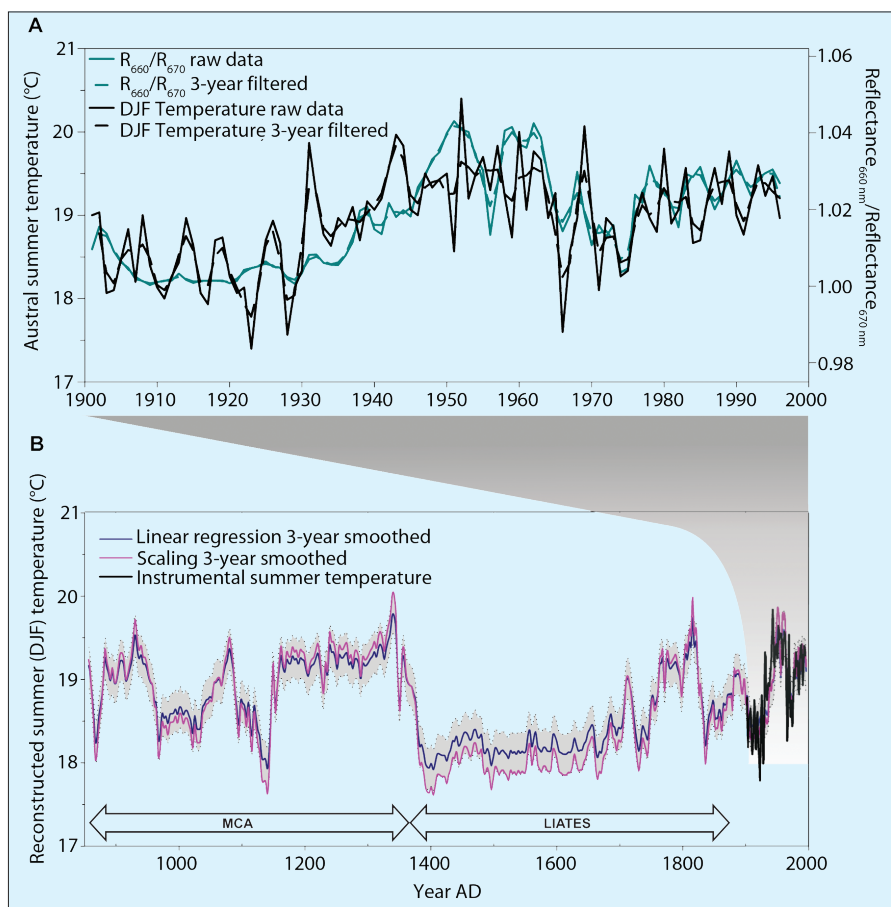 A
21
20
19
18
17
Austral summer temperature (°C)
R660/R670 raw data
R660/R670 3-year filtered
DJF Temperature raw data
DJF Temperature 3-year filtered
1.06
1.04
1.02
1.00
0.98
Reflectance660 nm/Reflectance670 nm
1900 1910 1920 1930 1940 1950 1960 1970 1980 1990 2000
B
21
20
19
18
17
Reconstructed summer (DJF) temperature (°C)
Linear regression 3-year smoothed
Scaling 3-year smoothed
Instrumental summer temperature
MCA LIATES
1000 1200 1400 1600 1800 2000
Year AD